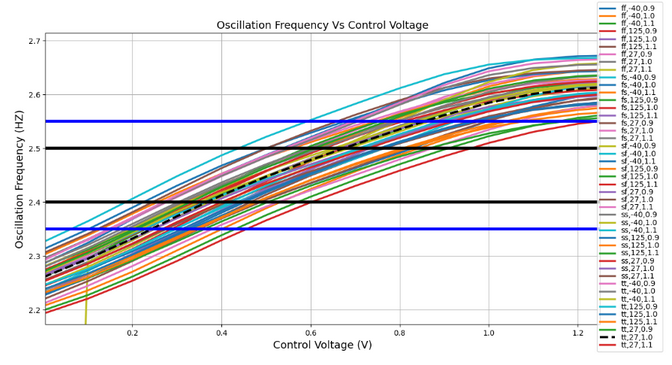 Oscillation Frequency Vs Control Voltage
Oscillation Frequency (HZ)
2.7
2.6
2.5
2.4
2.3
2.2
0.2
0.4
0.6
0.8
1.0
1.2
Control Voltage (V)
ff,-40,0.9
ff,-40,1.0
ff,-40,1.1
ff,125,0.9
ff,125,1.0
ff,125,1.1
ff,27,0.9
ff,27,1.0
ff,27,1.1
fs,-40,0.9
fs,-40,1.0
fs,-40,1.1
fs,125,0.9
fs,125,1.0
fs,125,1.1
fs,27,0.9
fs,27,1.0
fs,27,1.1
sf,-40,0.9
sf,-40,1.0
sf,-40,1.1
sf,125,0.9
sf,125,1.0
sf,125,1.1
sf,27,0.9
sf,27,1.0
sf,27,1.1
ss,-40,0.9
ss,-40,1.0
ss,-40,1.1
ss,125,0.9
ss,125,1.0
ss,125,1.1
ss,27,0.9
ss,27,1.0
ss,27,1.1
tt,-40,0.9
tt,-40,1.0
tt,-40,1.1
tt,125,0.9
tt,125,1.0
tt,125,1.1
tt,27,0.9
tt,27,1.0
tt,27,1.1